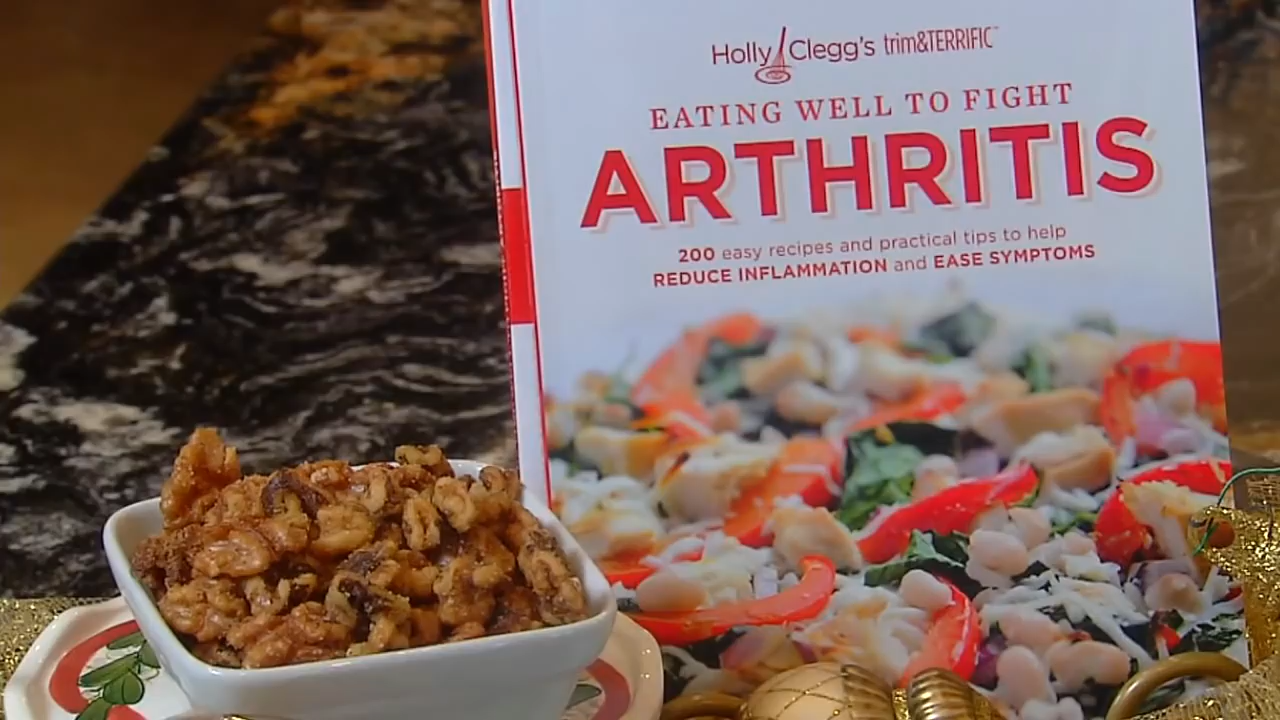 Holly Clegg's trim&TERRIFIC™
EATING WELL TO FIGHT
ARTHRITIS
200 easy recipes and practical tips to help
REDUCE INFLAMMATION and EASE SYMPTOMS